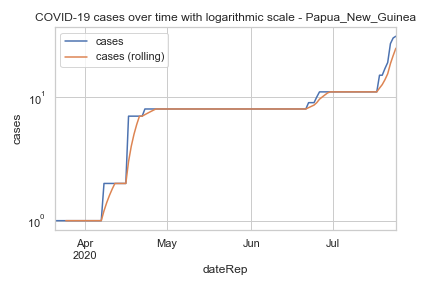 COVID-19 cases over time with logarithmic scale - Papua_New_Guinea
cases
cases (rolling)
10¹
10⁰
cases
Apr
2020
May
Jun
Jul
dateRep